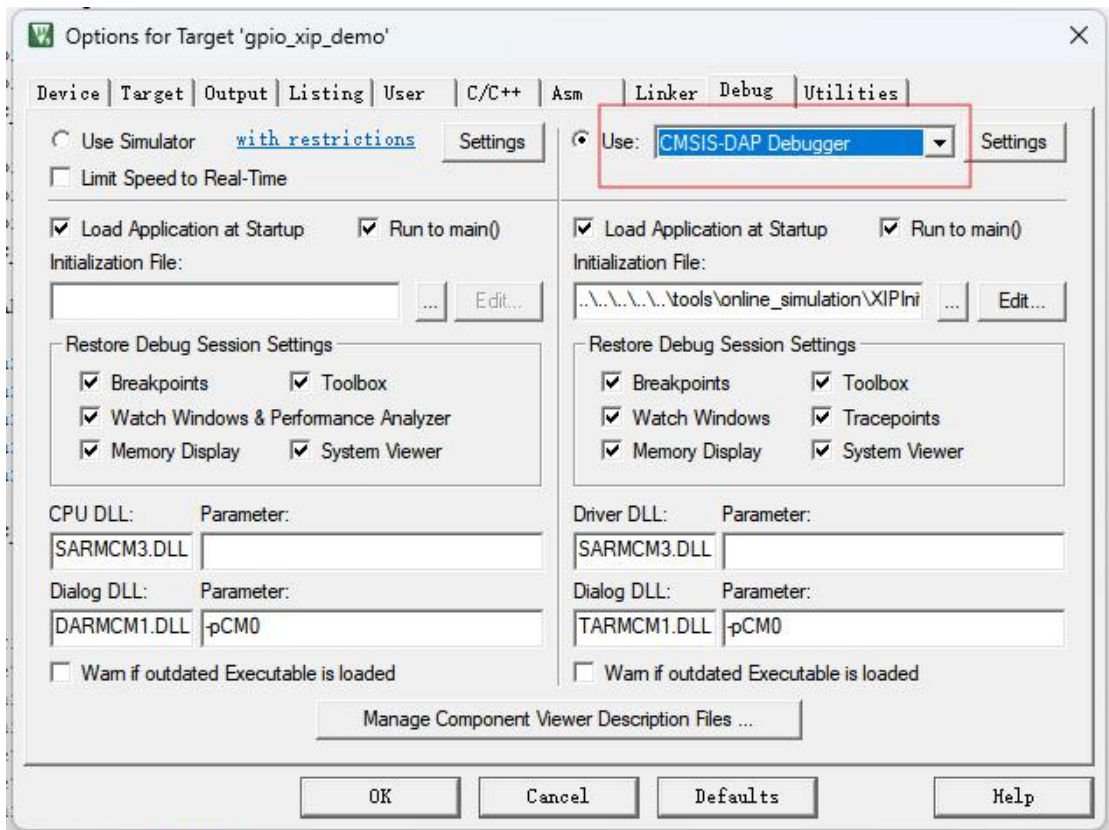 Options for Target 'gpio_xip_demo'
Device Target Output Listing User C/C++ Asm Linker Debug Utilities
Use Simulator with restrictions Settings
Limit Speed to Real-Time
Use: CMSIS-DAP Debugger Settings
Load Application at Startup Run to main()
Initialization File:
... Edit...
Restore Debug Session Settings
Breakpoints Toolbox
Watch Windows & Performance Analyzer
Memory Display System Viewer
CPU DLL: Parameter:
SARMCM3.DLL
Dialog DLL: Parameter:
DARMCM1.DLL -pCM0
Warn if outdated Executable is loaded
Load Application at Startup Run to main()
Initialization File:
..\..\..\..\..\tools\online_simulation\XIPIni ... Edit...
Restore Debug Session Settings
Breakpoints Toolbox
Watch Windows Tracepoints
Memory Display System Viewer
Driver DLL: Parameter:
SARMCM3.DLL
Dialog DLL: Parameter:
TARMCM1.DLL -pCM0
Warn if outdated Executable is loaded
Manage Component Viewer Description Files ...
OK Cancel Defaults Help